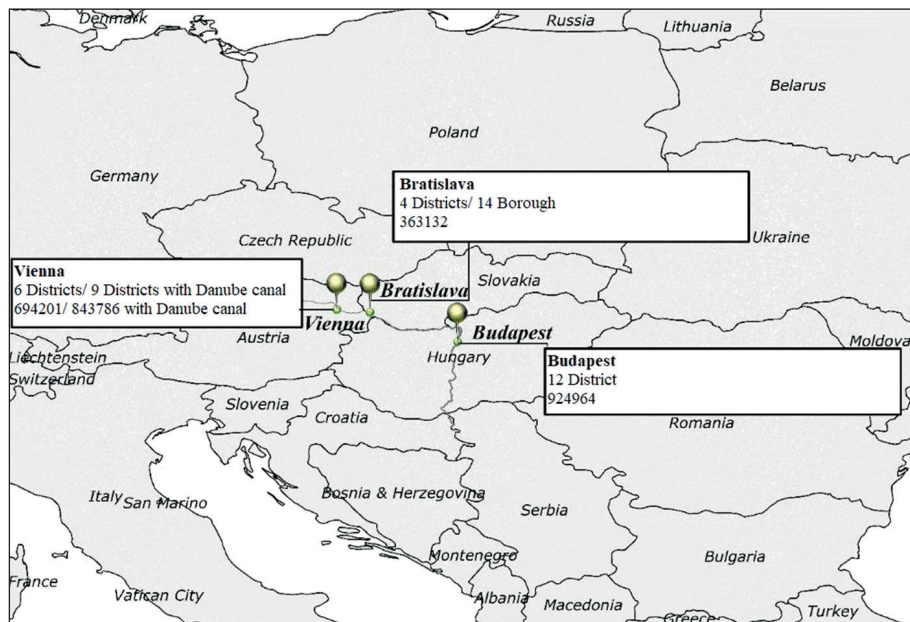 Denmark
Russia
Lithuania
Belarus
Poland
Germany
Bratislava
4 Districts/ 14 Borough
363132
Ukraine
Czech Republic
Slovakia
Vienna
6 Districts/ 9 Districts with Danube canal
694201/ 843786 with Danube canal
Bratislava
Vienna
Budapest
Austria
Hungary
Moldova
Liechtenstein
Switzerland
Budapest
12 District
924964
Slovenia
Croatia
Romania
Italy
San Marino
Bosnia & Herzegovina
Serbia
Montenegro
Bulgaria
France
Vatican City
Albania
Macedonia
Greece
Turkey